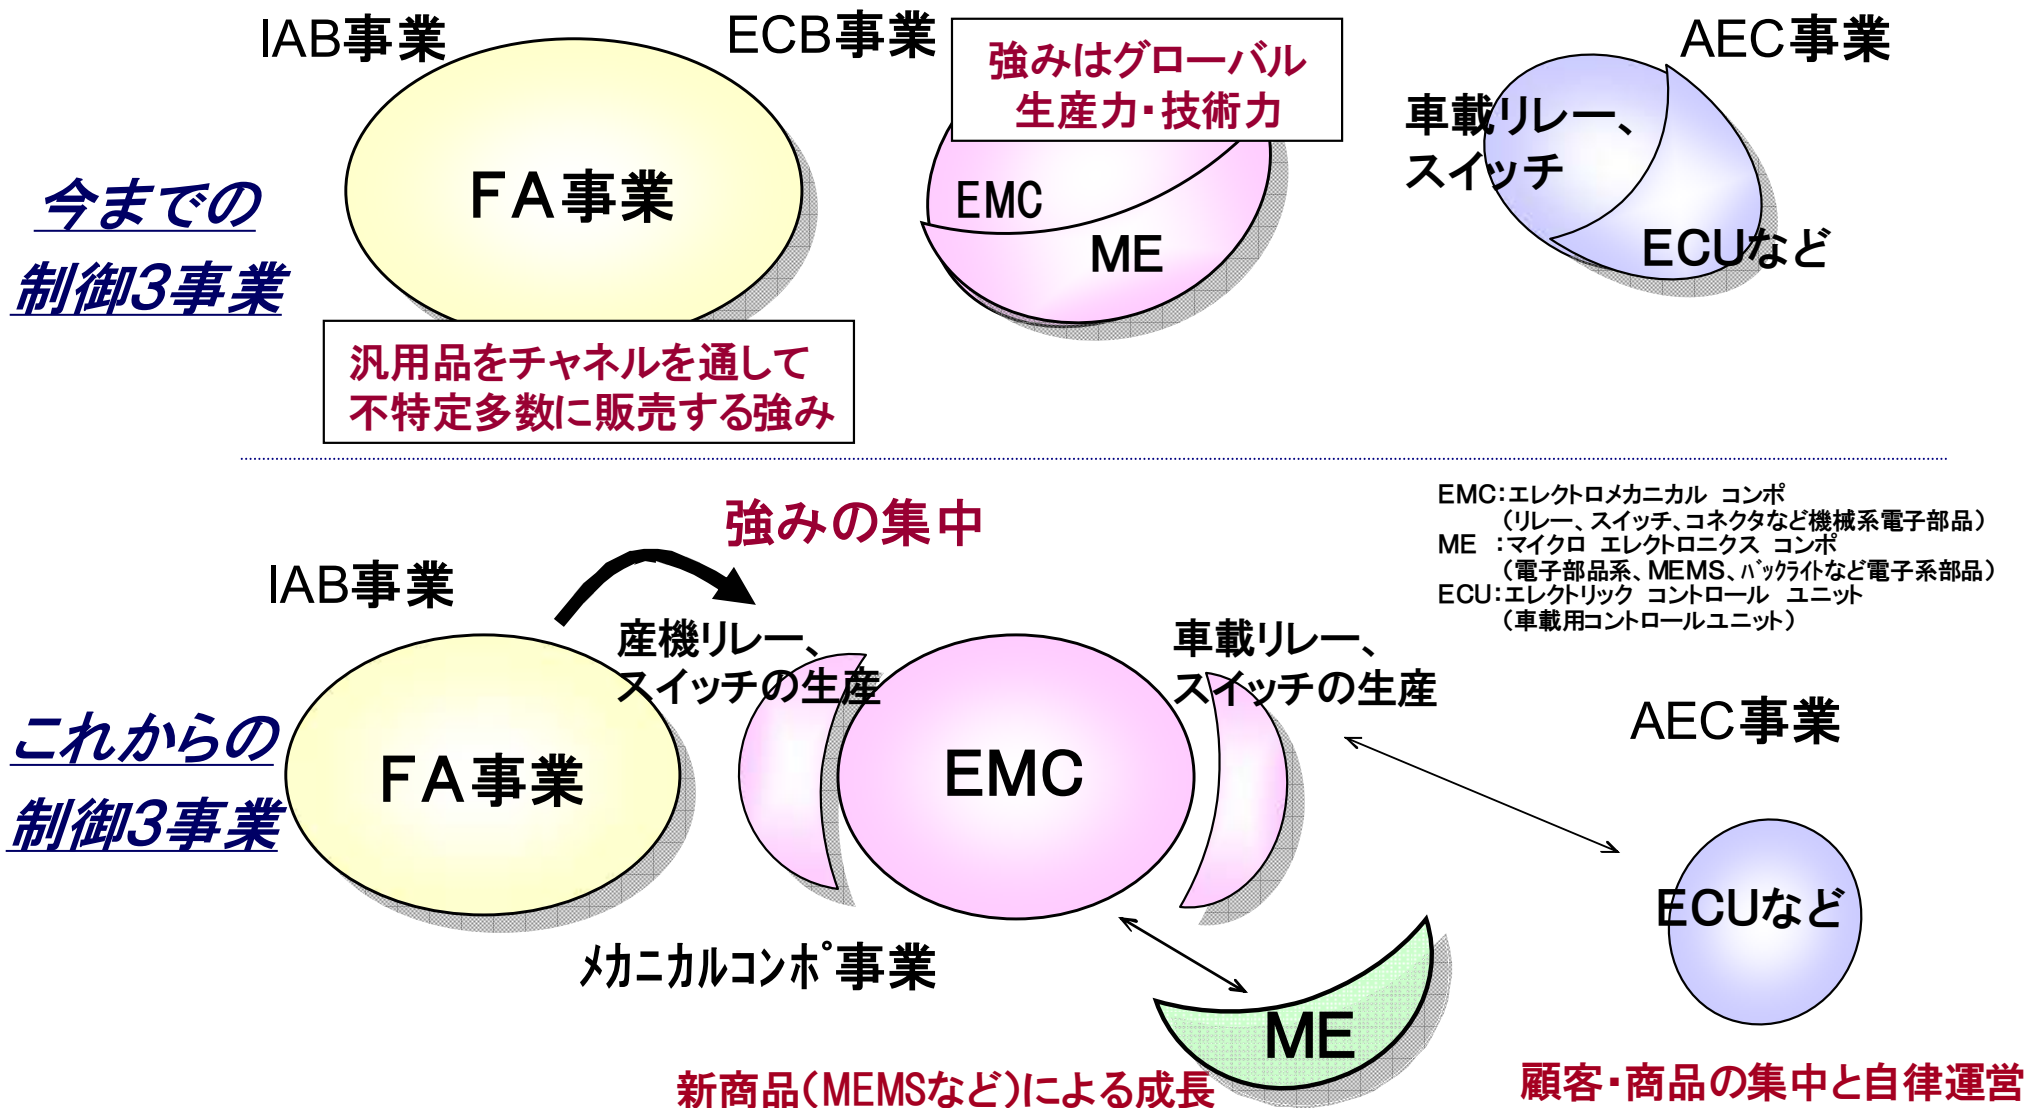 IAB事業
ECB事業
AEC事業
強みはグローバル
生産力・技術力
車載リレー、
スイッチ
今までの
制御3事業
ＦＡ事業
EMC
ME
ECUなど
汎用品をチャネルを通して
不特定多数に販売する強み
強みの集中
EMC:エレクトロメカニカル コンポ
(リレー、スイッチ、コネクタなど機械系電子部品)
ME :マイクロ エレクトロニクス コンポ
(電子部品系、MEMS、ﾊﾞｯｸﾗｲﾄなど電子系部品)
ECU:エレクトリック コントロール ユニット
(車載用コントロールユニット)
IAB事業
産機リレー、
スイッチの生産
車載リレー、
スイッチの生産
AEC事業
これからの
制御3事業
ＦＡ事業
EMC
ECUなど
ﾒｶﾆｶﾙｺﾝﾎﾟ事業
ME
新商品(MEMSなど)による成長
顧客・商品の集中と自律運営